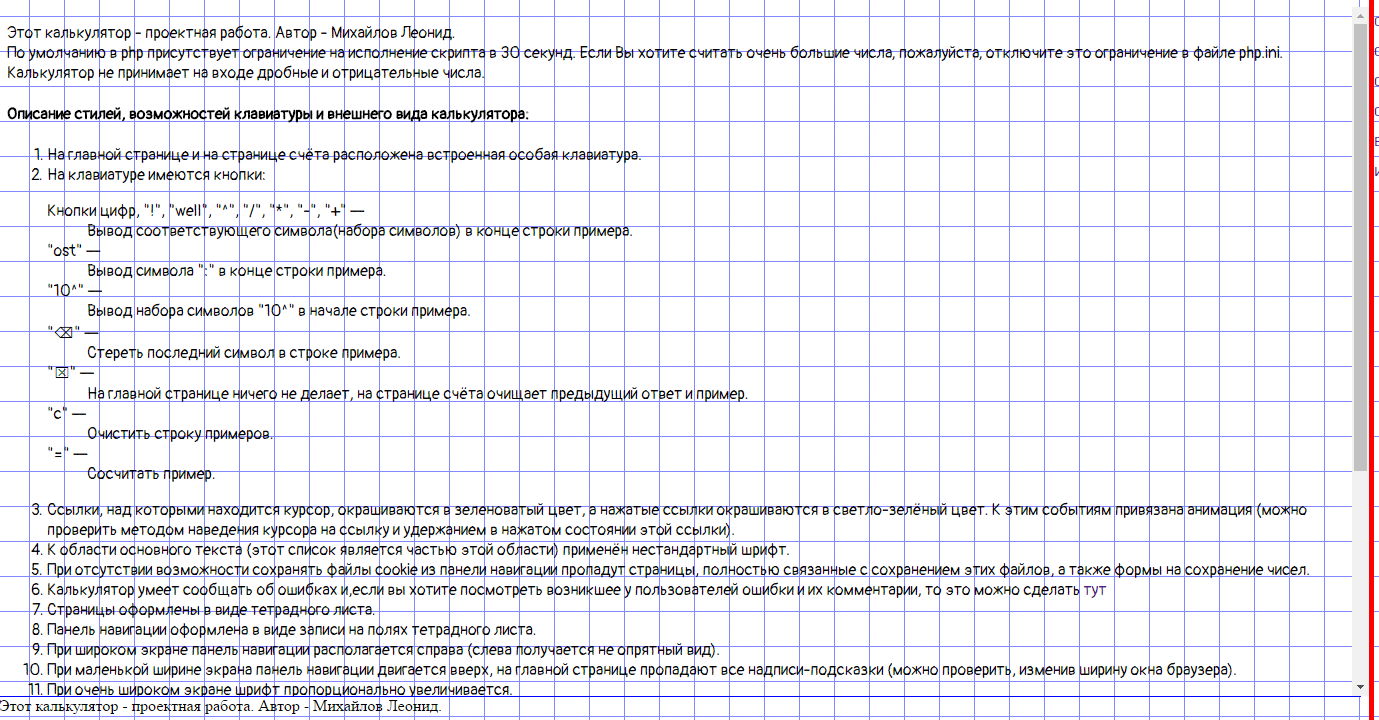 Этот калькулятор - проектная работа. Автор - Михайлов Леонид.
По умолчанию в php присутствует ограничение на исполнение скрипта в 30 секунд. Если Вы хотите считать очень большие числа, пожалуйста, отключите это ограничение в файле php.ini.
Калькулятор не принимает на входе дробные и отрицательные числа.
Описание стилей, возможностей клавиатуры и внешнего вида калькулятора:
1. На главной странице и на странице счёта расположена встроенная особая клавиатура.
2. На клавиатуре имеются кнопки:
Кнопки цифр, "!", "well", "^", "/", "*", "-", "+" —
Вывод соответствующего символа(набора символов) в конце строки примера.
"ost" —
Вывод символа ":" в конце строки примера.
"10^" —
Вывод набора символов "10^" в начале строки примера.
"⌫" —
Стереть последний символ в строке примера.
"⌧" —
На главной странице ничего не делает, на странице счёта очищает предыдущий ответ и пример.
"c" —
Очистить строку примеров.
"=" —
Сосчитать пример.
3. Ссылки, над которыми находится курсор, окрашиваются в зеленоватый цвет, а нажатые ссылки окрашиваются в светло-зелёный цвет. К этим событиям привязана анимация (можно
проверить методом наведения курсора на ссылку и удержанием в нажатом состоянии этой ссылки).
4. К области основного текста (этот список является частью этой области) применён нестандартный шрифт.
5. При отсутствии возможности сохранять файлы cookie из панели навигации пропадут страницы, полностью связанные с сохранением этих файлов, а также формы на сохранение чисел.
6. Калькулятор умеет сообщать об ошибках и,если вы хотите посмотреть возникшее у пользователей ошибки и их комментарии, то это можно сделать тут
7. Страницы оформлены в виде тетрадного листа.
8. Панель навигации оформлена в виде записи на полях тетрадного листа.
9. При широком экране панель навигации располагается справа (слева получается не опрятный вид).
10. При маленькой ширине экрана панель навигации двигается вверх, на главной странице пропадают все надписи-подсказки (можно проверить, изменив ширину окна браузера).
11. При очень широком экране шрифт пропорционально увеличивается.
Этот калькулятор - проектная работа. Автор - Михайлов Леонид.